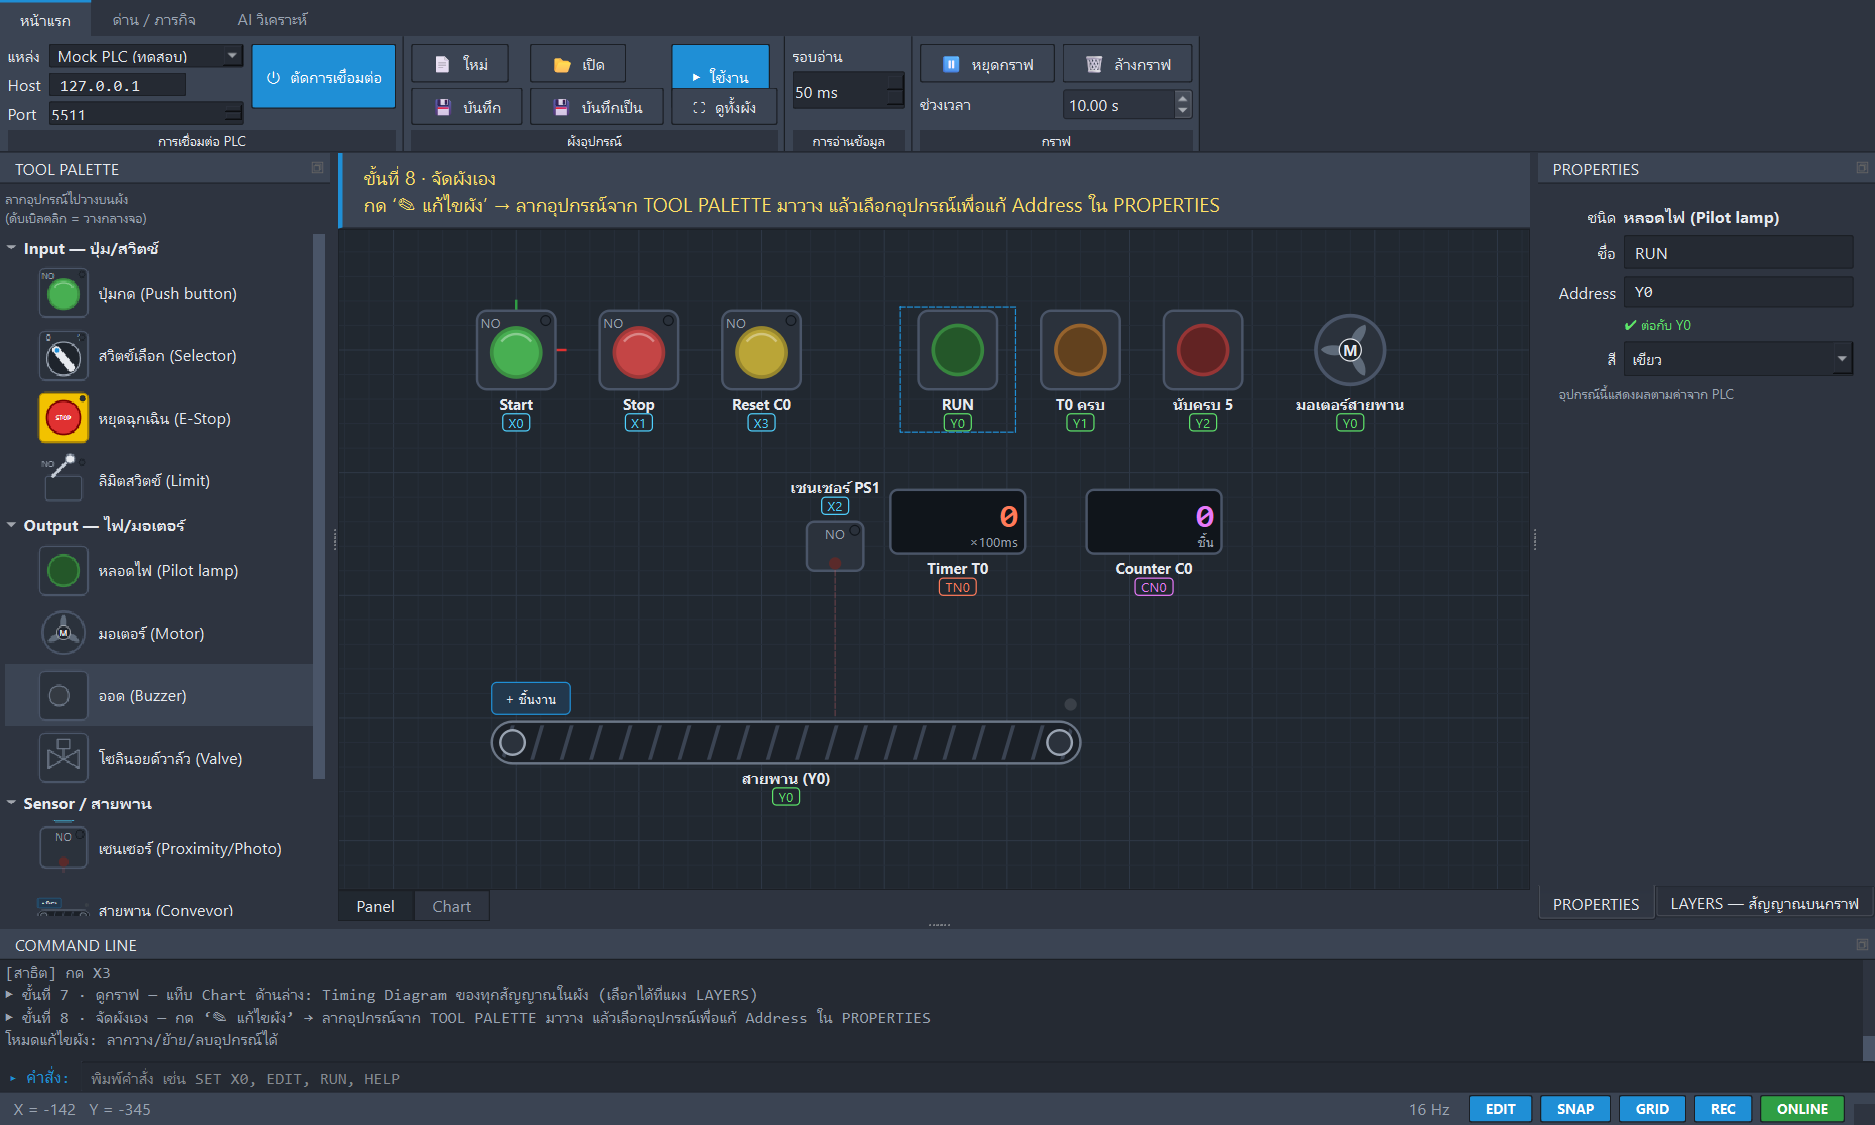 หน้าแรก
ด่าน / ภารกิจ
AI วิเคราะห์
แหล่ง
Mock PLC (ทดสอบ)
Host
127.0.0.1
Port
5511
ตัดการเชื่อมต่อ
การเชื่อมต่อ PLC
ใหม่
เปิด
ใช้งาน
บันทึก
บันทึกเป็น
ดูทั้งผัง
ผังอุปกรณ์
รอบอ่าน
50 ms
การอ่านข้อมูล
หยุดกราฟ
ล้างกราฟ
ช่วงเวลา
10.00 s
กราฟ
TOOL PALETTE
ลากอุปกรณ์ไปวางบนผัง
(ดับเบิลคลิก = วางกลางจอ)
Input — ปุ่ม/สวิตช์
NO
ปุ่มกด (Push button)
สวิตช์เลือก (Selector)
STOP
หยุดฉุกเฉิน (E-Stop)
NO
ลิมิตสวิตช์ (Limit)
Output — ไฟ/มอเตอร์
หลอดไฟ (Pilot lamp)
M
มอเตอร์ (Motor)
ออด (Buzzer)
โซลินอยด์วาล์ว (Valve)
Sensor / สายพาน
NO
เซนเซอร์ (Proximity/Photo)
สายพาน (Conveyor)
ขั้นที่ 8 · จัดผังเอง
กด ‘✎ แก้ไขผัง’ → ลากอุปกรณ์จาก TOOL PALETTE มาวาง แล้วเลือกอุปกรณ์เพื่อแก้ Address ใน PROPERTIES
NO
Start
X0
NO
Stop
X1
NO
Reset C0
X3
RUN
Y0
T0 ครบ
Y1
นับครบ 5
Y2
M
มอเตอร์สายพาน
Y0
เซนเซอร์ PS1
X2
NO
0
×100ms
Timer T0
TN0
0
ชิ้น
Counter C0
CN0
+ ชิ้นงาน
สายพาน (Y0)
Y0
Panel
Chart
PROPERTIES
ชนิด
หลอดไฟ (Pilot lamp)
ชื่อ
RUN
Address
Y0
✔ ต่อกับ Y0
สี
เขียว
อุปกรณ์นี้แสดงผลตามค่าจาก PLC
PROPERTIES
LAYERS — สัญญาณบนกราฟ
COMMAND LINE
[สาธิต] กด X3
▶ ขั้นที่ 7 · ดูกราฟ — แท็บ Chart ด้านล่าง: Timing Diagram ของทุกสัญญาณในผัง (เลือกได้ที่แผง LAYERS)
▶ ขั้นที่ 8 · จัดผังเอง — กด ‘✎ แก้ไขผัง’ → ลากอุปกรณ์จาก TOOL PALETTE มาวาง แล้วเลือกอุปกรณ์เพื่อแก้ Address ใน PROPERTIES
โหมดแก้ไขผัง: ลากวาง/ย้าย/ลบอุปกรณ์ได้
▸ คำสั่ง:
พิมพ์คำสั่ง เช่น SET X0, EDIT, RUN, HELP
X = -142 Y = -345
16 Hz
EDIT
SNAP
GRID
REC
ONLINE